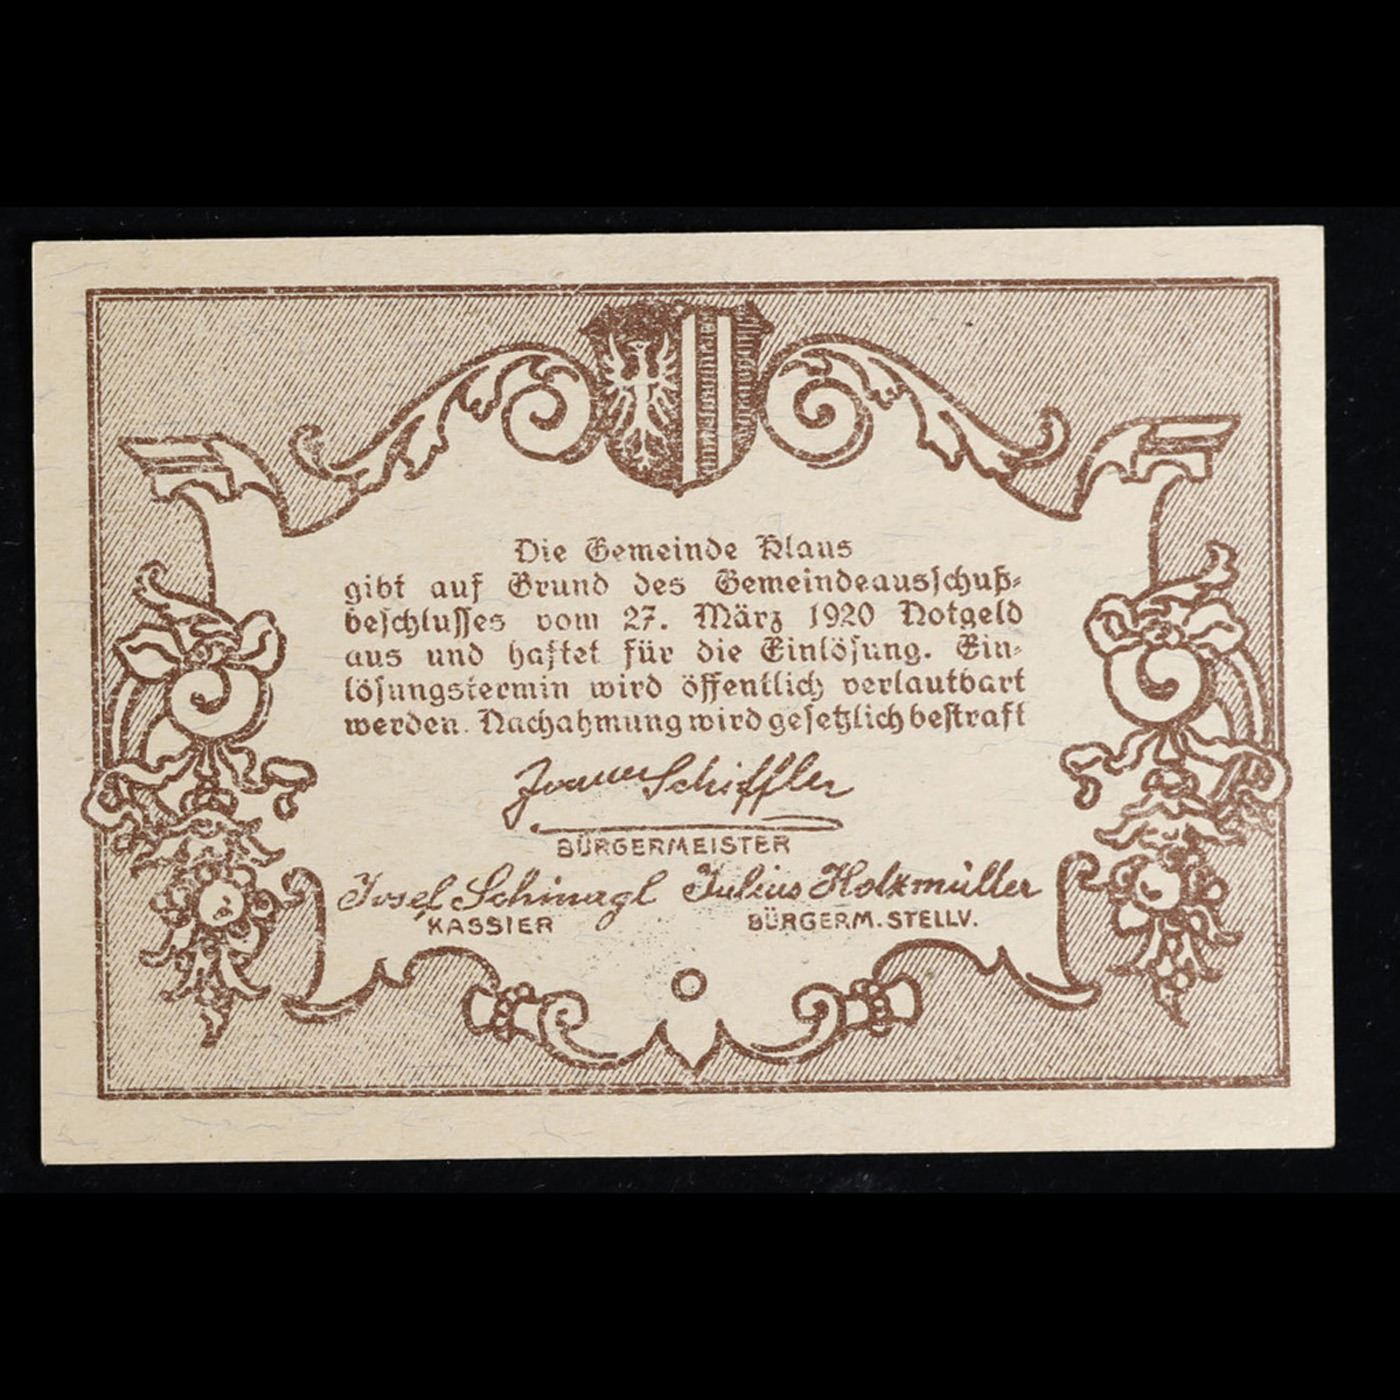 Die Gemeinde Klaus
gibt auf Grund des Gemeindeausschuß-
beschlusses vom 27. März 1920 Notgeld
aus und haftet für die Einlösung. Ein-
lösungstermin wird öffentlich verlautbart
werden. Nachahmung wird gesetzlich bestraft
Schiffler
BÜRGERMEISTER
Josef Schinagl Julius Holzmüller
KASSIER BÜRGERM. STELLV.